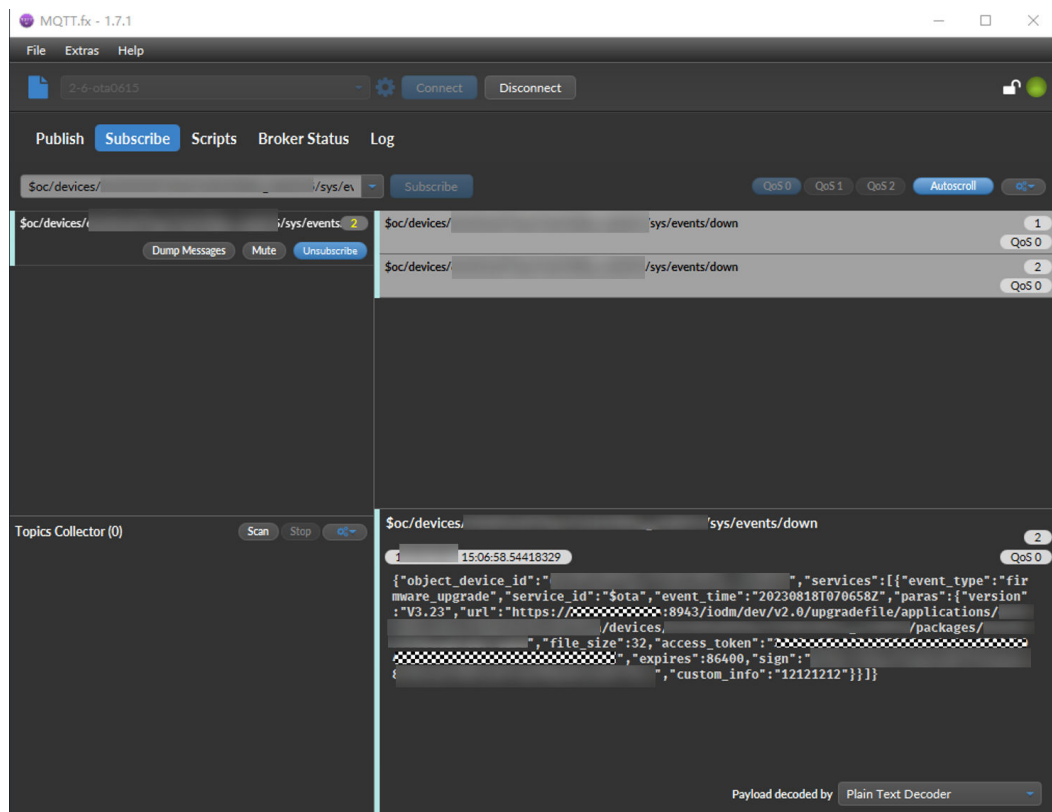 MQTT.fx - 1.7.1
File Extras Help
2-6-ota0615 Connect Disconnect
Publish Subscribe Scripts Broker Status Log
$oc/devices/ /sys/ev Subscribe QoS 0 QoS 1 QoS 2 Autoscroll
$oc/devices/ /sys/events 2
Dump Messages Mute Unsubscribe
$oc/devices/ sys/events/down 1
QoS 0
$oc/devices/ /sys/events/down 2
QoS 0
Topics Collector (0) Scan Stop
$oc/devices/ /sys/events/down
2
15:06:58.54418329 QoS 0
{"object_device_id":" ","services":[{"event_type":"fir
mware_upgrade","service_id":"$ota","event_time":"20230818T070658Z","paras":{"version"
:"V3.23","url":"https:// :8943/iodm/dev/v2.0/upgradefile/applications/
/devices /packages/
","file_size":32,"access_token":"
","expires":86400,"sign":"
","custom_info":"12121212"}}]}
Payload decoded by Plain Text Decoder